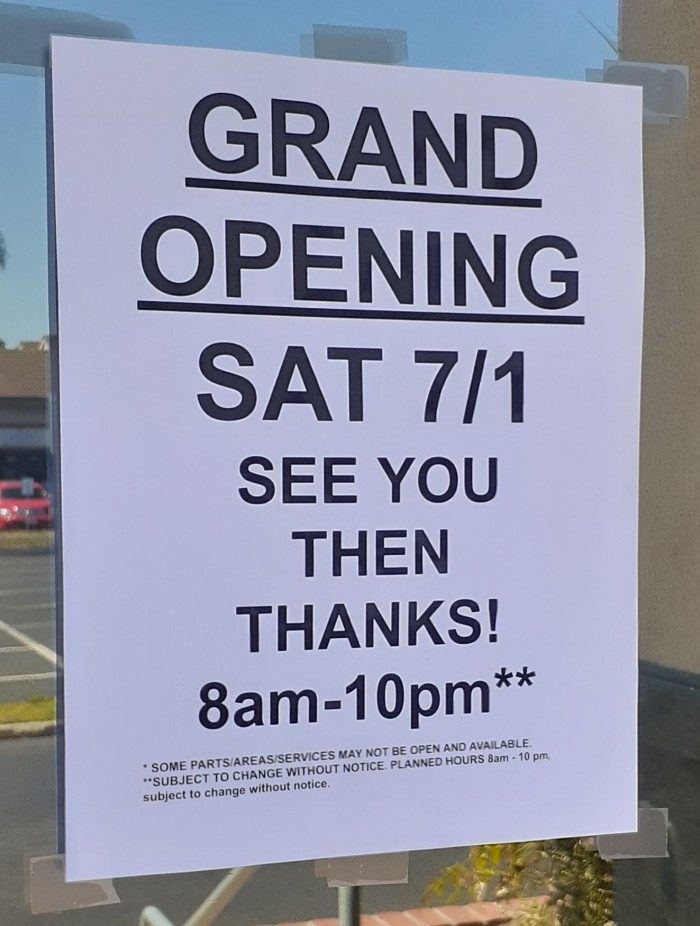 GRAND
OPENING
SAT 7/1
SEE YOU
THEN
THANKS!
8am-10pm**
* SOME PARTS/AREAS/SERVICES MAY NOT BE OPEN AND AVAILABLE.
**SUBJECT TO CHANGE WITHOUT NOTICE. PLANNED HOURS 8am - 10 pm,
subject to change without notice.